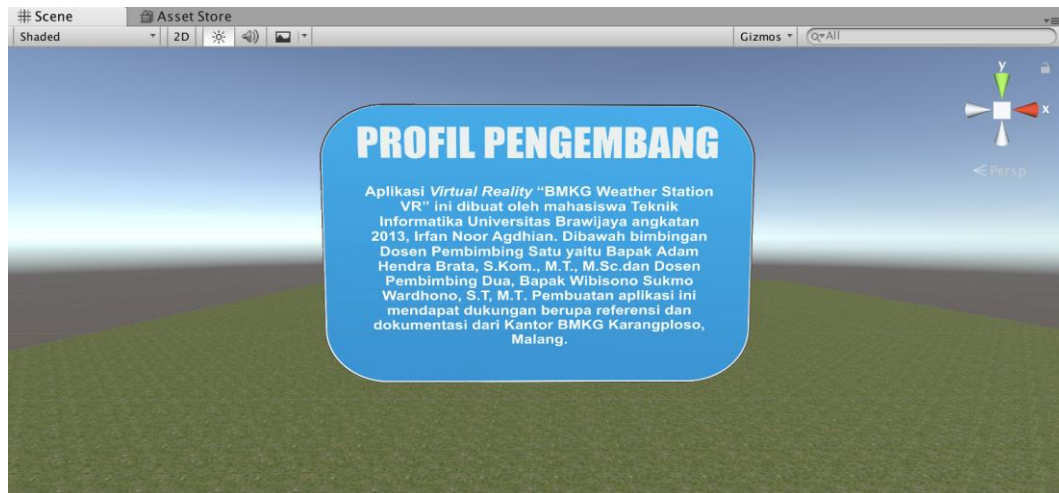 Scene
Asset Store
Shaded
2D
Gizmos
All
y
x
Persp
PROFIL PENGEMBANG
Aplikasi Virtual Reality “BMKG Weather Station
VR” ini dibuat oleh mahasiswa Teknik
Informatika Universitas Brawijaya angkatan
2013, Irfan Noor Agdhian. Dibawah bimbingan
Dosen Pembimbing Satu yaitu Bapak Adam
Hendra Brata, S.Kom., M.T., M.Sc.dan Dosen
Pembimbing Dua, Bapak Wibisono Sukmo
Wardhono, S.T, M.T. Pembuatan aplikasi ini
mendapat dukungan berupa referensi dan
dokumentasi dari Kantor BMKG Karangploso,
Malang.